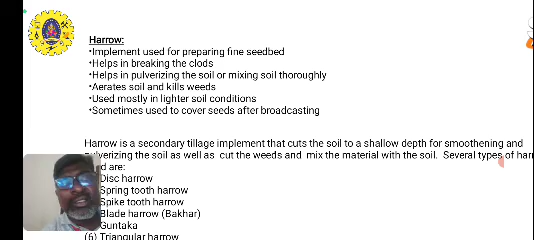 Harrow:
•Implement used for preparing fine seedbed
•Helps in breaking the clods
•Helps in pulverizing the soil or mixing soil thoroughly
•Aerates soil and kills weeds
•Used mostly in lighter soil conditions
•Sometimes used to cover seeds after broadcasting
Harrow is a secondary tillage implement that cuts the soil to a shallow depth for smoothening and
pulverizing the soil as well as cut the weeds and mix the material with the soil. Several types of
are:
Disc harrow
Spring tooth harrow
Spike tooth harrow
Blade harrow (Bakhar)
Guntaka
(6) Triangular harrow